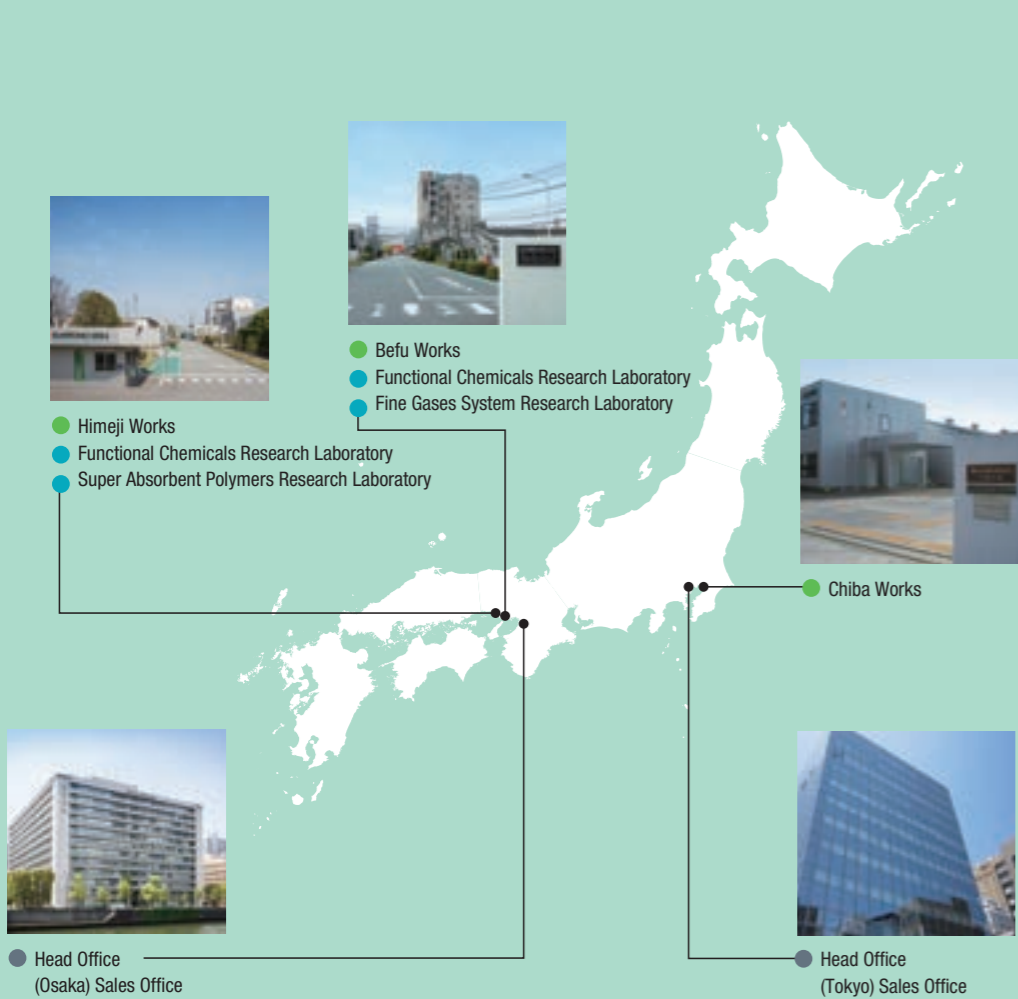 Befu Works
Functional Chemicals Research Laboratory
Fine Gases System Research Laboratory
Himeji Works
Functional Chemicals Research Laboratory
Super Absorbent Polymers Research Laboratory
Chiba Works
Head Office
(Osaka) Sales Office
Head Office
(Tokyo) Sales Office